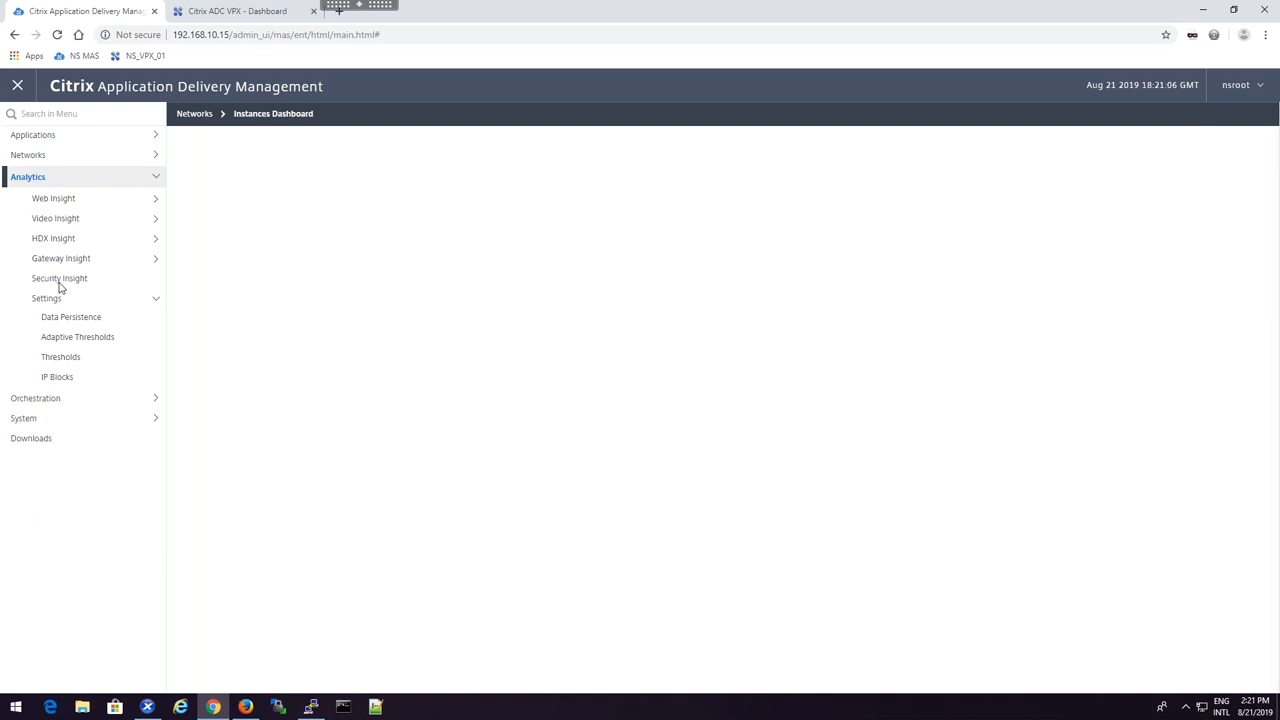 Citrix Application Delivery Manag
Citrix ADC VPX - Dashboard
Not secure
192.168.10.15/admin_ui/mas/ent/html/main.html#
Apps
NS MAS
NS_VPX_01
Citrix Application Delivery Management
Aug 21 2019 18:21:06 GMT
nsroot
Search in Menu
Networks
Instances Dashboard
Applications
Networks
Analytics
Web Insight
Video Insight
HDX Insight
Gateway Insight
Security Insight
Settings
Data Persistence
Adaptive Thresholds
Thresholds
IP Blocks
Orchestration
System
Downloads
ENG
INTL
2:21 PM
8/21/2019